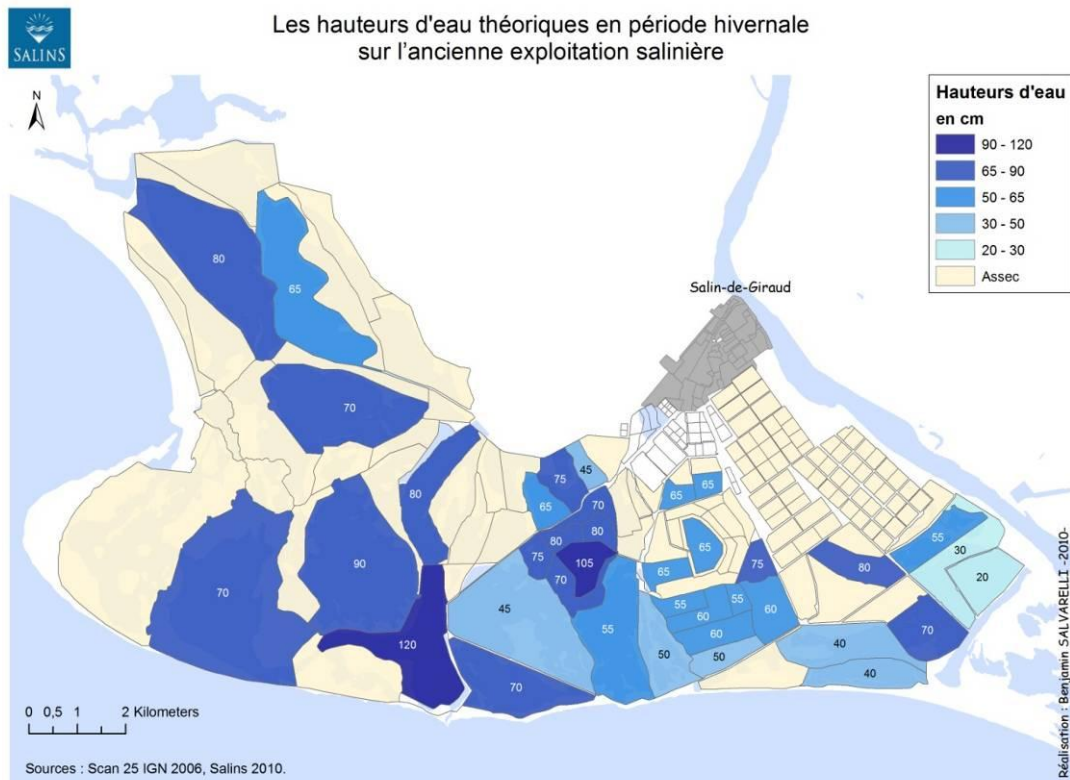 Les hauteurs d'eau théoriques en période hivernale
sur l'ancienne exploitation salinière
SALINS
N
Hauteurs d'eau
en cm
90 - 120
65 - 90
50 - 65
30 - 50
20 - 30
Assec
Salin-de-Giraud
80
65
70
80
75
45
65
70
80
80
75
105
70
90
70
120
45
70
55
50
65
65
65
65
75
55
55
60
60
60
50
80
55
30
20
70
40
40
0 0,5 1 2 Kilometers
Sources : Scan 25 IGN 2006, Salins 2010.
Réalisation : Benjamin SALVARELLI -2010-